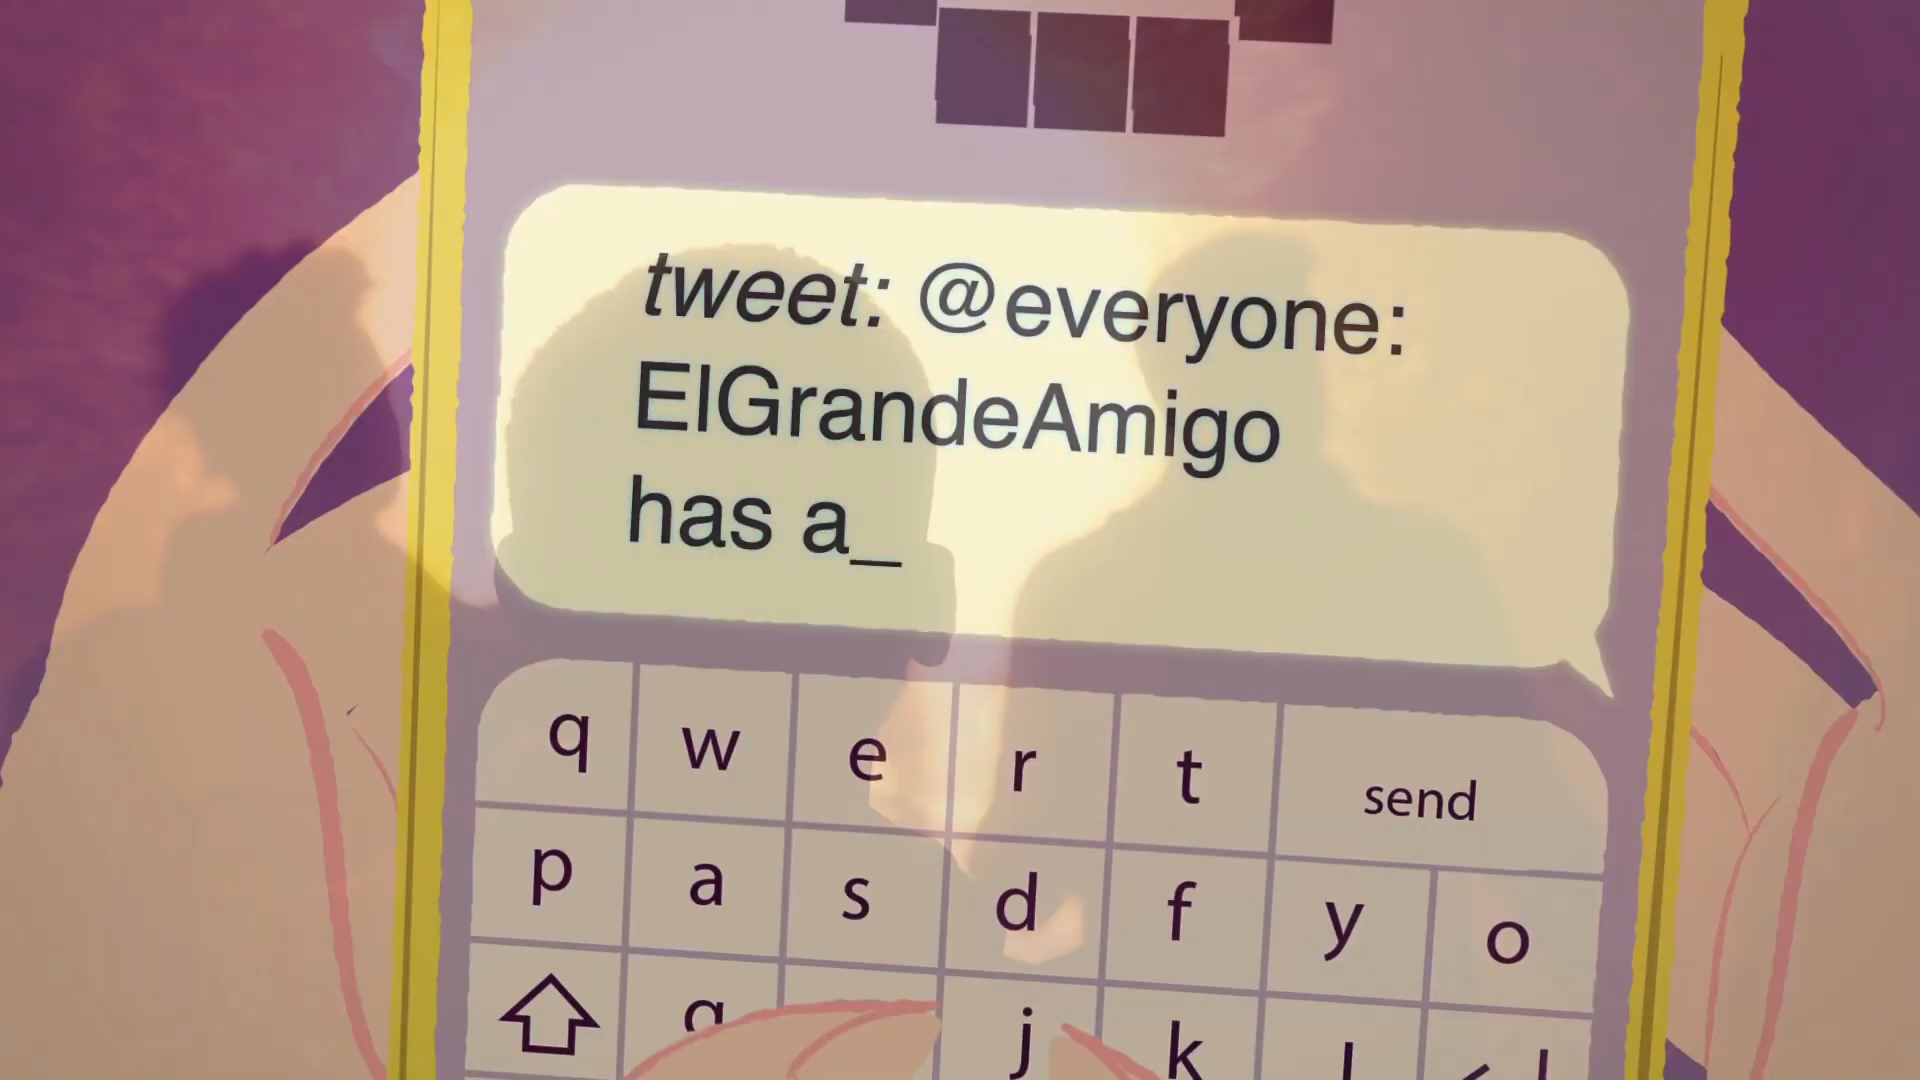 tweet: @everyone:
ElGrandeAmigo
has a_
q w e r t send
p a s d f y o
g j k